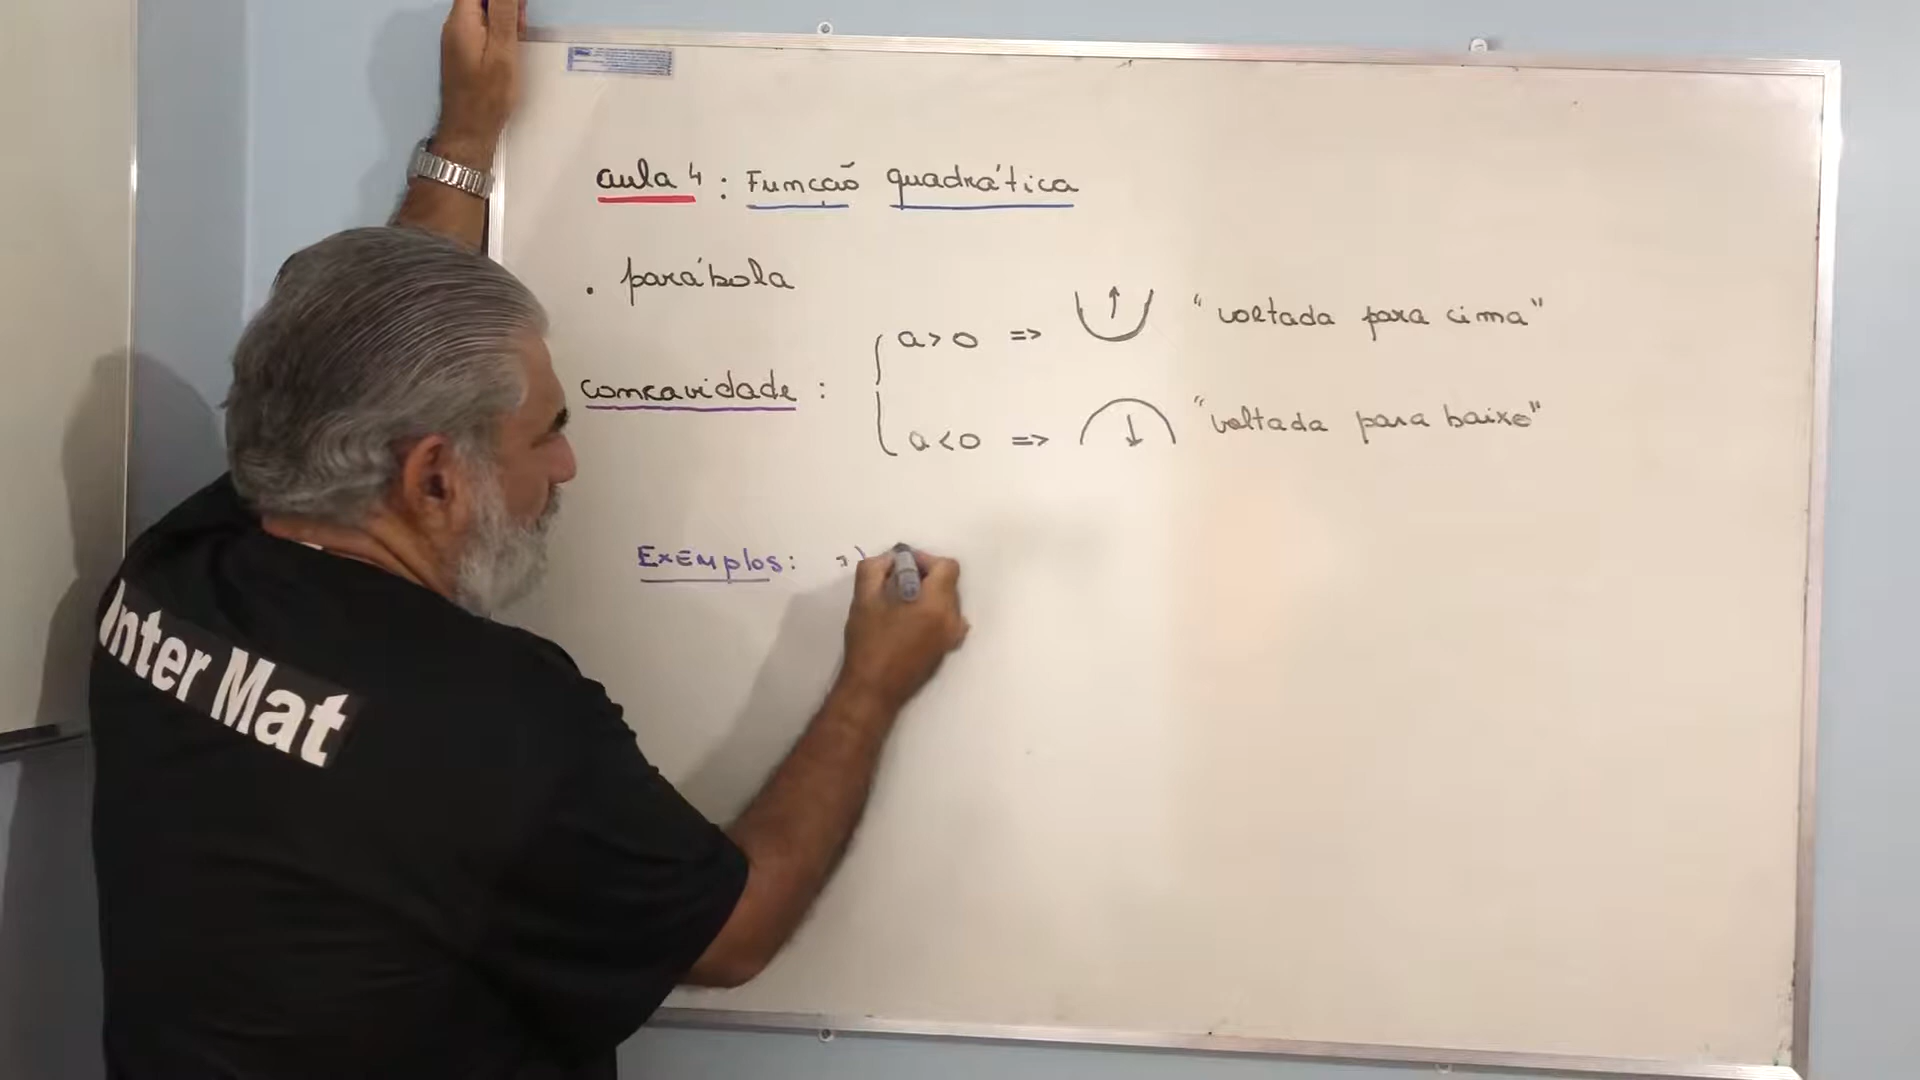 aula 4 : Função quadrática
. parábola
a > 0 => "voltada para cima"
concavidade :
a < 0 => "voltada para baixo"
Exemplos:
Inter Mat